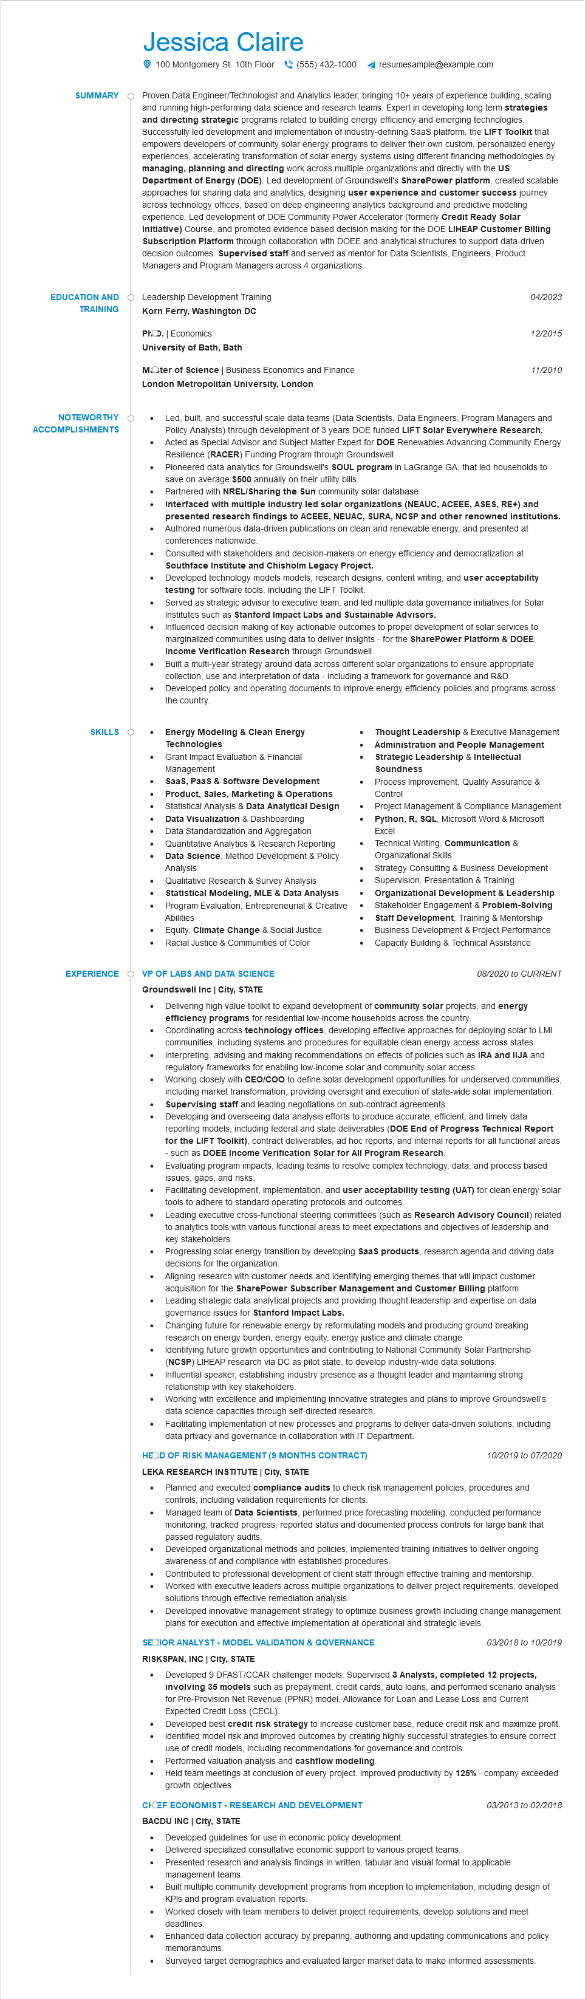 Jessica Claire
100 Montgomery St. 10th Floor (555) 432-1000 resumesample@example.com
SUMMARY
Proven Data Engineer/Technologist and Analytics leader, bringing 10+ years of experience building, scaling
and running high-performing data science and research teams. Expert in developing long term strategies
and directing strategic programs related to building energy efficiency and emerging technologies.
Successfully led development and implementation of industry-defining SaaS platform, the LIFT Toolkit that
empowers developers of community solar energy programs to deliver their own custom, personalized energy
experiences, accelerating transformation of solar energy systems using different financing methodologies by
managing, planning and directing work across multiple organizations and directly with the US
Department of Energy (DOE). Led development of Groundswell's SharePower platform, created scalable
approaches for sharing data and analytics, designing user experience and customer success journey
across technology offices, based on deep engineering analytics background and predictive modeling
experience. Led development of DOE Community Power Accelerator (formerly Credit Ready Solar
Initiative) Course, and promoted evidence based decision making for the DOE LIHEAP Customer Billing
Subscription Platform through collaboration with DOEE and analytical structures to support data-driven
decision outcomes. Supervised staff and served as mentor for Data Scientists, Engineers, Product
Managers and Program Managers across 4 organizations.
EDUCATION AND
TRAINING
Leadership Development Training 04/2023
Korn Ferry, Washington DC
Ph.D. | Economics 12/2015
University of Bath, Bath
Master of Science | Business Economics and Finance 11/2010
London Metropolitan University, London
NOTEWORTHY
ACCOMPLISHMENTS
• Led, built, and successful scale data teams (Data Scientists, Data Engineers, Program Managers and
Policy Analysts) through development of 3 years DOE funded LIFT Solar Everywhere Research.
• Acted as Special Advisor and Subject Matter Expert for DOE Renewables Advancing Community Energy
Resilience (RACER) Funding Program through Groundswell.
• Pioneered data analytics for Groundswell's SOUL program in LaGrange GA, that led households to
save on average $500 annually on their utility bills.
• Partnered with NREL/Sharing the Sun community solar database
• Interfaced with multiple industry led solar organizations (NEAUC, ACEEE, ASES, RE+) and
presented research findings to ACEEE, NEUAC, SURA, NCSP and other renowned institutions.
• Authored numerous data-driven publications on clean and renewable energy, and presented at
conferences nationwide.
• Consulted with stakeholders and decision-makers on energy efficiency and democratization at
Southface Institute and Chisholm Legacy Project.
• Developed technology models models, research designs, content writing, and user acceptability
testing for software tools, including the LIFT Toolkit.
• Served as strategic advisor to executive team, and led multiple data governance initiatives for Solar
Institutes such as Stanford Impact Labs and Sustainable Advisors.
• Influenced decision making of key actionable outcomes to propel development of solar services to
marginalized communities using data to deliver insights - for the SharePower Platform & DOEE
Income Verification Research through Groundswell.
• Built a multi-year strategy around data across different solar organizations to ensure appropriate
collection, use and interpretation of data - including a framework for governance and R&D.
• Developed policy and operating documents to improve energy efficiency policies and programs across
the country.
SKILLS
• Energy Modeling & Clean Energy
Technologies
• Grant Impact Evaluation & Financial
Management
• SaaS, PaaS & Software Development
• Product, Sales, Marketing & Operations
• Statistical Analysis & Data Analytical Design
• Data Visualization & Dashboarding
• Data Standardization and Aggregation
• Quantitative Analytics & Research Reporting
• Data Science, Method Development & Policy
Analysis
• Qualitative Research & Survey Analysis
• Statistical Modeling, MLE & Data Analysis
• Program Evaluation, Entrepreneurial & Creative
Abilities
• Equity, Climate Change & Social Justice
• Racial Justice & Communities of Color
• Thought Leadership & Executive Management
• Administration and People Management
• Strategic Leadership & Intellectual
Soundness
• Process Improvement, Quality Assurance &
Control
• Project Management & Compliance Management
• Python, R, SQL, Microsoft Word & Microsoft
Excel
• Technical Writing, Communication &
Organizational Skills
• Strategy Consulting & Business Development
• Supervision, Presentation & Training
• Organizational Development & Leadership
• Stakeholder Engagement & Problem-Solving
• Staff Development, Training & Mentorship
• Business Development & Project Performance
• Capacity Building & Technical Assistance
EXPERIENCE
VP OF LABS AND DATA SCIENCE 08/2020 to CURRENT
Groundswell Inc | City, STATE
• Delivering high value toolkit to expand development of community solar projects, and energy
efficiency programs for residential low-income households across the country.
• Coordinating across technology offices, developing effective approaches for deploying solar to LMI
communities, including systems and procedures for equitable clean energy access across states.
• Interpreting, advising and making recommendations on effects of policies such as IRA and IIJA and
regulatory frameworks for enabling low-income solar and community solar access.
• Working closely with CEO/COO to define solar development opportunities for underserved communities,
including market transformation, providing oversight and execution of state-wide solar implementation.
• Supervising staff and leading negotiations on sub-contract agreements
• Developing and overseeing data analysis efforts to produce accurate, efficient, and timely data
reporting models, including federal and state deliverables (DOE End of Progress Technical Report
for the LIFT Toolkit), contract deliverables, ad hoc reports, and internal reports for all functional areas
- such as DOEE Income Verification Solar for All Program Research.
• Evaluating program impacts, leading teams to resolve complex technology, data, and process based
issues, gaps, and risks.
• Facilitating development, implementation, and user acceptability testing (UAT) for clean energy solar
tools to adhere to standard operating protocols and outcomes.
• Leading executive cross-functional steering committees (such as Research Advisory Council) related
to analytics tools with various functional areas to meet expectations and objectives of leadership and
key stakeholders.
• Progressing solar energy transition by developing SaaS products, research agenda and driving data
decisions for the organization.
• Aligning research with customer needs and identifying emerging themes that will impact customer
acquisition for the SharePower Subscriber Management and Customer Billing platform.
• Leading strategic data analytical projects and providing thought leadership and expertise on data
governance issues for Stanford Impact Labs.
• Changing future for renewable energy by reformulating models and producing ground breaking
research on energy burden, energy equity, energy justice and climate change.
• Identifying future growth opportunities and contributing to National Community Solar Partnership
(NCSP) LIHEAP research via DC as pilot state, to develop industry-wide data solutions.
• Influential speaker, establishing industry presence as a thought leader and maintaining strong
relationship with key stakeholders.
• Working with excellence and implementing innovative strategies and plans to improve Groundswell's
data science capacities through self-directed research.
• Facilitating implementation of new processes and programs to deliver data-driven solutions, including
data privacy and governance in collaboration with IT Department.
HEAD OF RISK MANAGEMENT (9 MONTHS CONTRACT) 10/2019 to 07/2020
LEKA RESEARCH INSTITUTE | City, STATE
• Planned and executed compliance audits to check risk management policies, procedures and
controls, including validation requirements for clients.
• Managed team of Data Scientists, performed price forecasting modeling, conducted performance
monitoring, tracked progress, reported status and documented process controls for large bank that
passed regulatory audits.
• Developed organizational methods and policies, implemented training initiatives to deliver ongoing
awareness of and compliance with established procedures.
• Contributed to professional development of client staff through effective training and mentorship.
• Worked with executive leaders across multiple organizations to deliver project requirements, developed
solutions through effective remediation analysis.
• Developed innovative management strategy to optimize business growth including change management
plans for execution and effective implementation at operational and strategic levels.
SENIOR ANALYST - MODEL VALIDATION & GOVERNANCE 03/2018 to 10/2019
RISKSPAN, INC | City, STATE
• Developed 9 DFAST/CCAR challenger models. Supervised 3 Analysts, completed 12 projects,
involving 35 models such as prepayment, credit cards, auto loans, and performed scenario analysis
for Pre-Provision Net Revenue (PPNR) model, Allowance for Loan and Lease Loss and Current
Expected Credit Loss (CECL).
• Developed best credit risk strategy to increase customer base, reduce credit risk and maximize profit.
• Identified model risk and improved outcomes by creating highly successful strategies to ensure correct
use of credit models, including recommendations for governance and controls.
• Performed valuation analysis and cashflow modeling.
• Held team meetings at conclusion of every project. Improved productivity by 125% - company exceeded
growth objectives.
CHIEF ECONOMIST - RESEARCH AND DEVELOPMENT 03/2013 to 02/2018
BACDU INC | City, STATE
• Developed guidelines for use in economic policy development.
• Delivered specialized consultative economic support to various project teams.
• Presented research and analysis findings in written, tabular and visual format to applicable
management teams.
• Built multiple community development programs from inception to implementation, including design of
KPIs and program evaluation reports.
• Worked closely with team members to deliver project requirements, develop solutions and meet
deadlines.
• Enhanced data collection accuracy by preparing, authoring and updating communications and policy
memorandums.
• Surveyed target demographics and evaluated larger market data to make informed assessments.